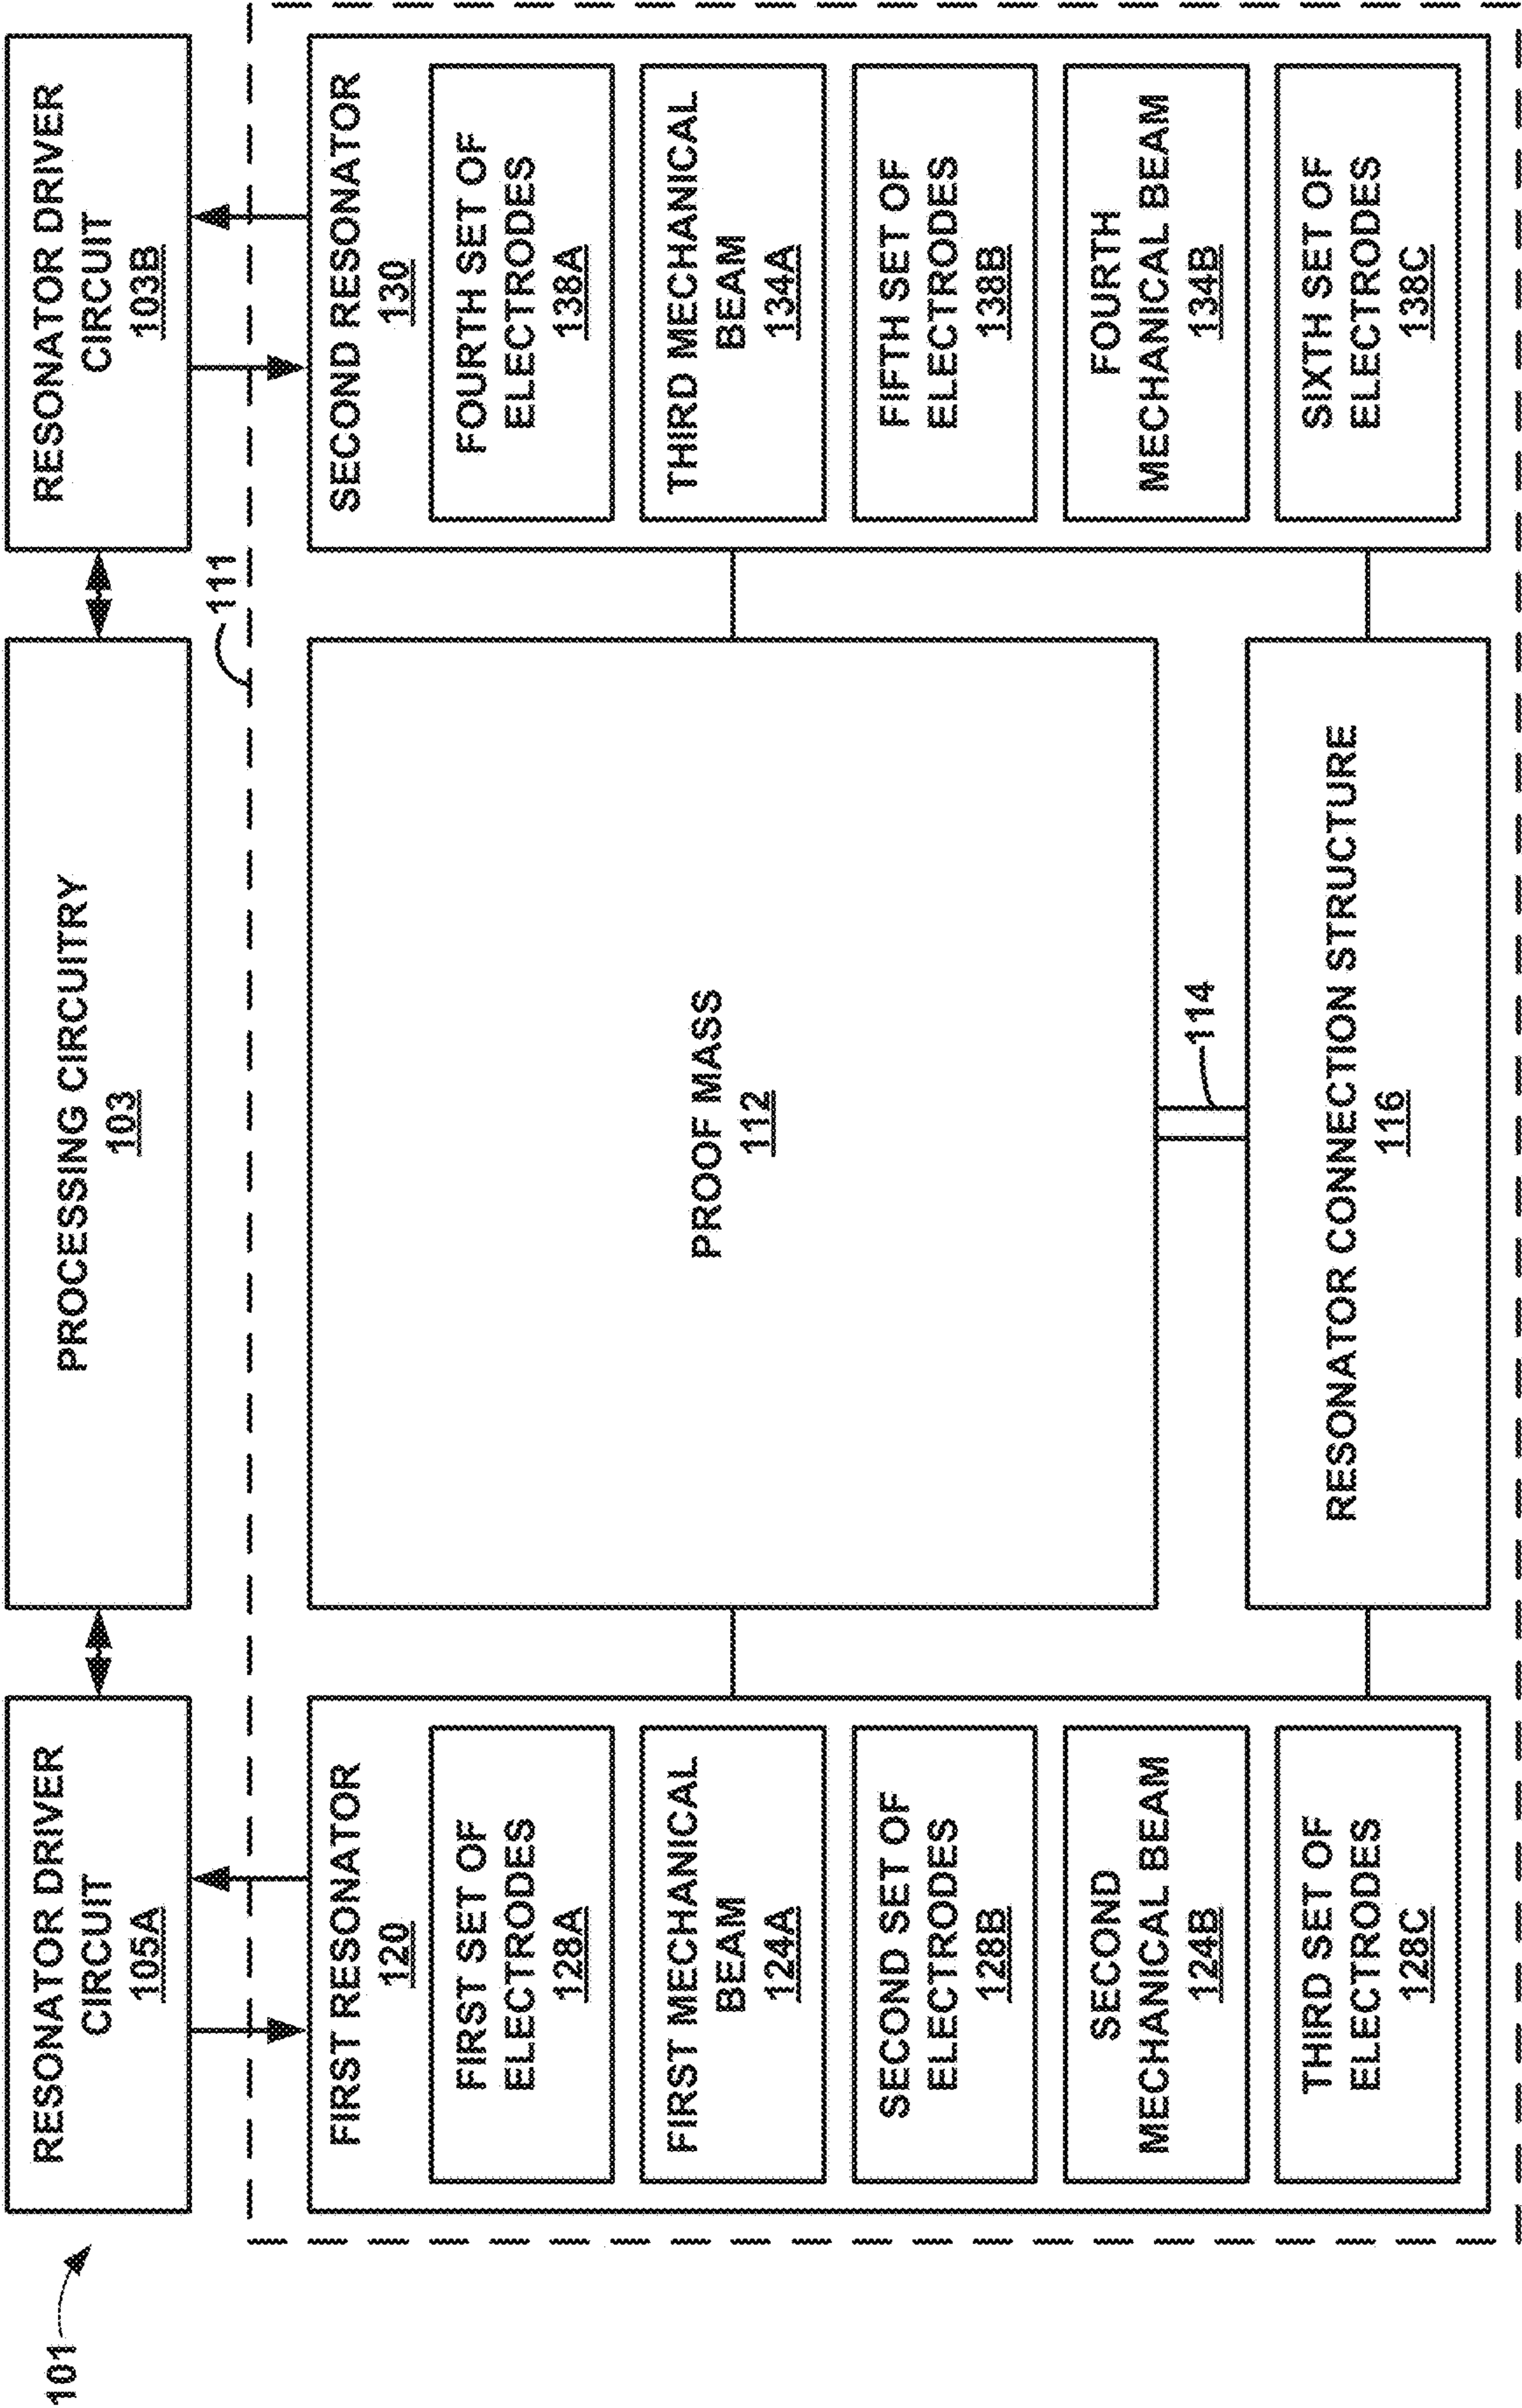 101
RESONATOR DRIVER
CIRCUIT
105A
PROCESSING CIRCUITRY
103
RESONATOR DRIVER
CIRCUIT
103B
111
FIRST RESONATOR
120
FIRST SET OF
ELECTRODES
128A
FIRST MECHANICAL
BEAM
124A
SECOND SET OF
ELECTRODES
128B
SECOND
MECHANICAL BEAM
124B
THIRD SET OF
ELECTRODES
128C
PROOF MASS
112
114
RESONATOR CONNECTION STRUCTURE
116
SECOND RESONATOR
130
FOURTH SET OF
ELECTRODES
138A
THIRD MECHANICAL
BEAM
134A
FIFTH SET OF
ELECTRODES
138B
FOURTH
MECHANICAL BEAM
134B
SIXTH SET OF
ELECTRODES
138C